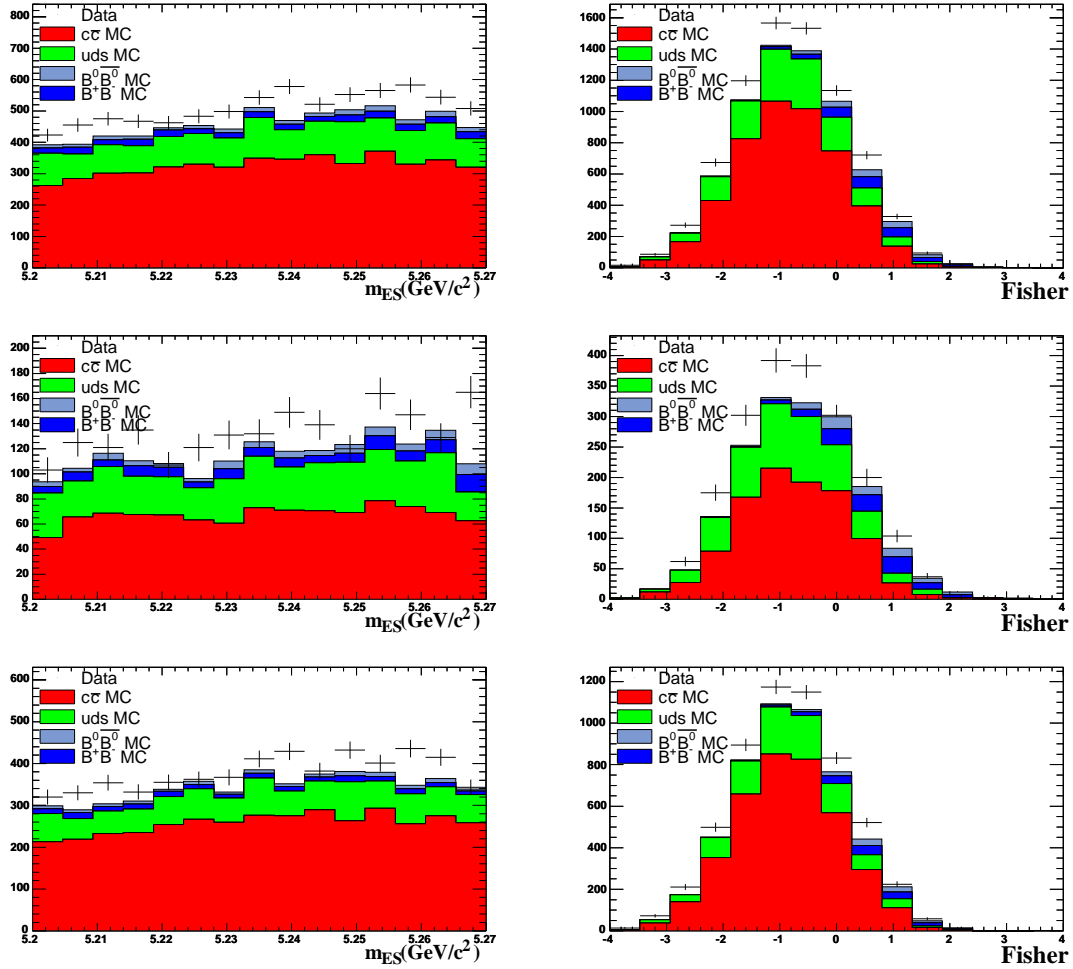 800
700
600
500
400
300
200
100
0
Data
cc̅ MC
uds MC
B⁰B̅⁰ MC
B⁺B⁻ MC
5.2 5.21 5.22 5.23 5.24 5.25 5.26 5.27
m_ES(GeV/c²)
1600
1400
1200
1000
800
600
400
200
0
Data
cc̅ MC
uds MC
B⁰B̅⁰ MC
B⁺B⁻ MC
-4 -3 -2 -1 0 1 2 3 4
Fisher
200
180
160
140
120
100
80
60
40
20
0
Data
cc̅ MC
uds MC
B⁰B̅⁰ MC
B⁺B⁻ MC
5.2 5.21 5.22 5.23 5.24 5.25 5.26 5.27
m_ES(GeV/c²)
400
350
300
250
200
150
100
50
0
Data
cc̅ MC
uds MC
B⁰B̅⁰ MC
B⁺B⁻ MC
-4 -3 -2 -1 0 1 2 3 4
Fisher
600
500
400
300
200
100
0
Data
cc̅ MC
uds MC
B⁰B̅⁰ MC
B⁺B⁻ MC
5.2 5.21 5.22 5.23 5.24 5.25 5.26 5.27
m_ES(GeV/c²)
1200
1000
800
600
400
200
0
Data
cc̅ MC
uds MC
B⁰B̅⁰ MC
B⁺B⁻ MC
-4 -3 -2 -1 0 1 2 3 4
Fisher